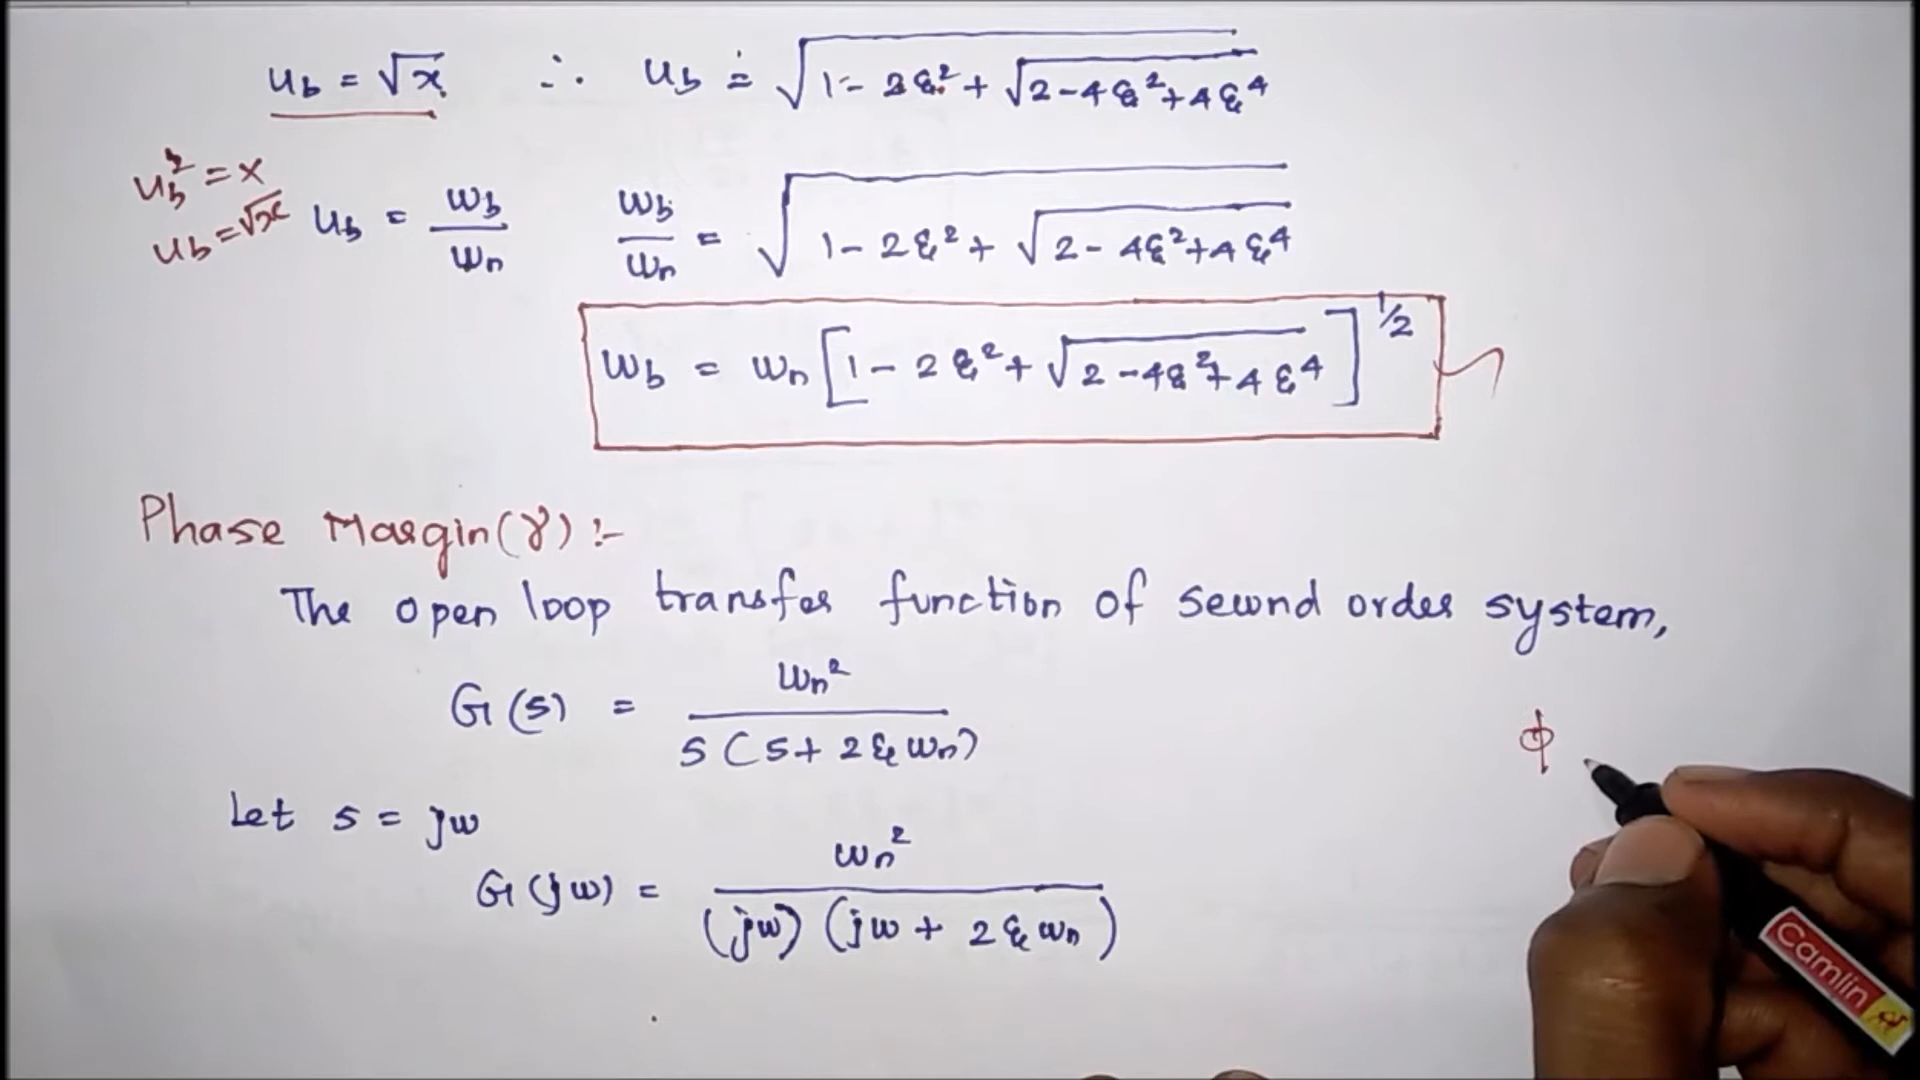 u_b = √x ∴ u_b = √(1 - 2ξ² + √(2-4ξ²+4ξ⁴))
u_b² = x
u_b = √x
u_b = ω_b/ω_n ω_b/ω_n = √(1 - 2ξ² + √(2 - 4ξ²+4ξ⁴))
ω_b = ω_n [1 - 2ξ² + √(2-4ξ²+4ξ⁴)]^1/2
Phase Margin(γ) :-
The open loop transfer function of second order system,
G(s) = ω_n² / s(s+2ξω_n)
ϕ
Let s = jω
G(jω) = ω_n² / (jω)(jω + 2ξω_n)
Camlin